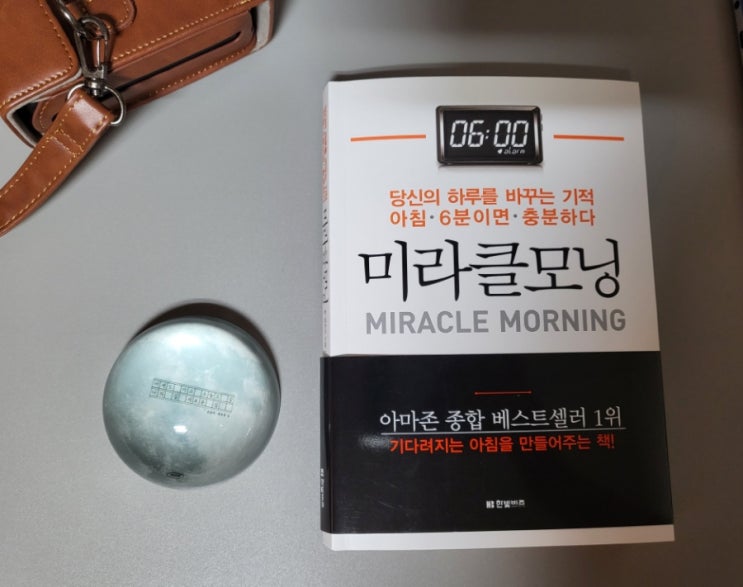 06:00
alarm
당신의 하루를 바꾸는 기적
아침·6분이면·충분하다
미라클모닝
MIRACLE MORNING
아마존 종합 베스트셀러 1위
기다려지는 아침을 만들어주는 책!
HB 한빛비즈